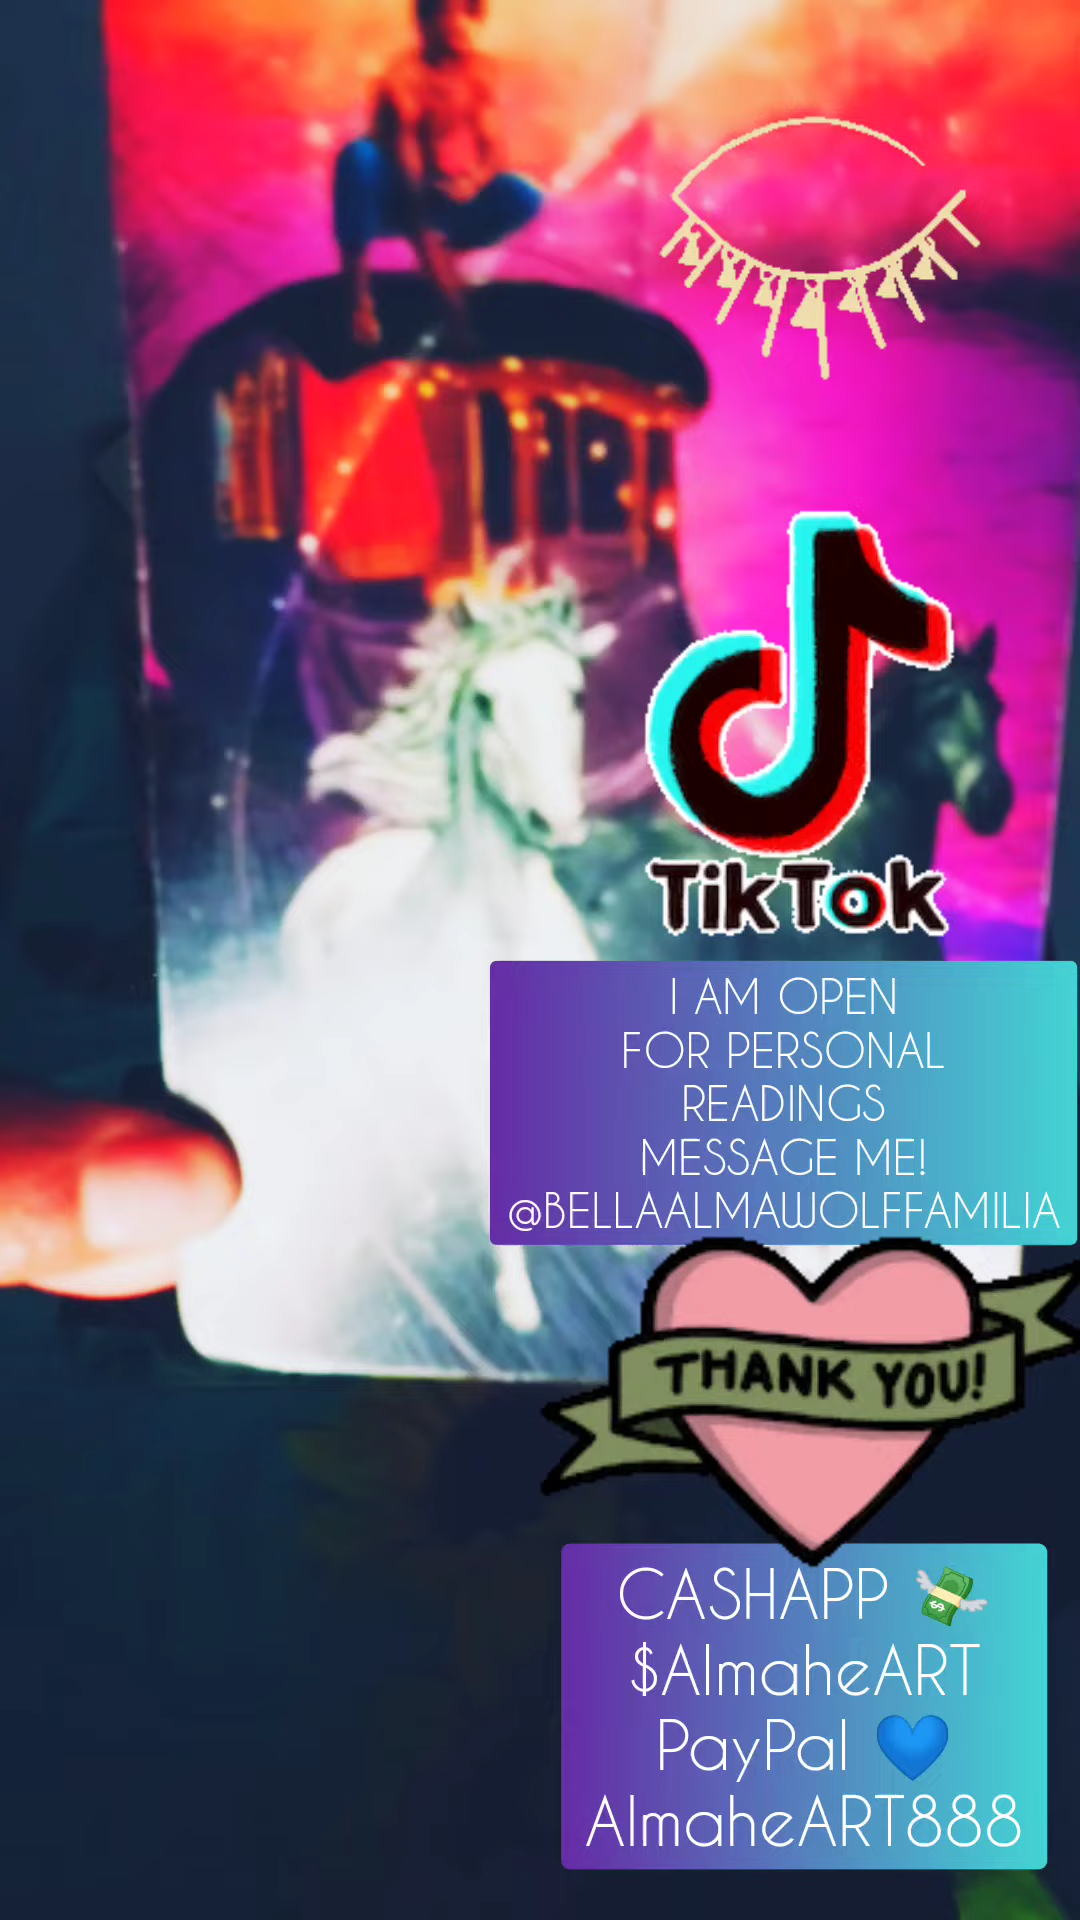 TikTok
I AM OPEN
FOR PERSONAL
READINGS
MESSAGE ME!
@BELLAALMAWOLFFAMILIA
THANK YOU!
CASHAPP 💸
$AlmaheART
PayPal 💙
AlmaheART888